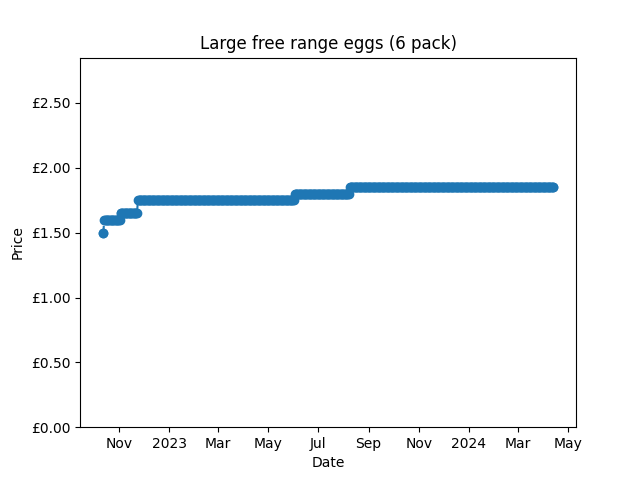 Large free range eggs (6 pack)
£2.50
£2.00
£1.50
£1.00
£0.50
£0.00
Price
Nov 2023 Mar May Jul Sep Nov 2024 Mar May
Date